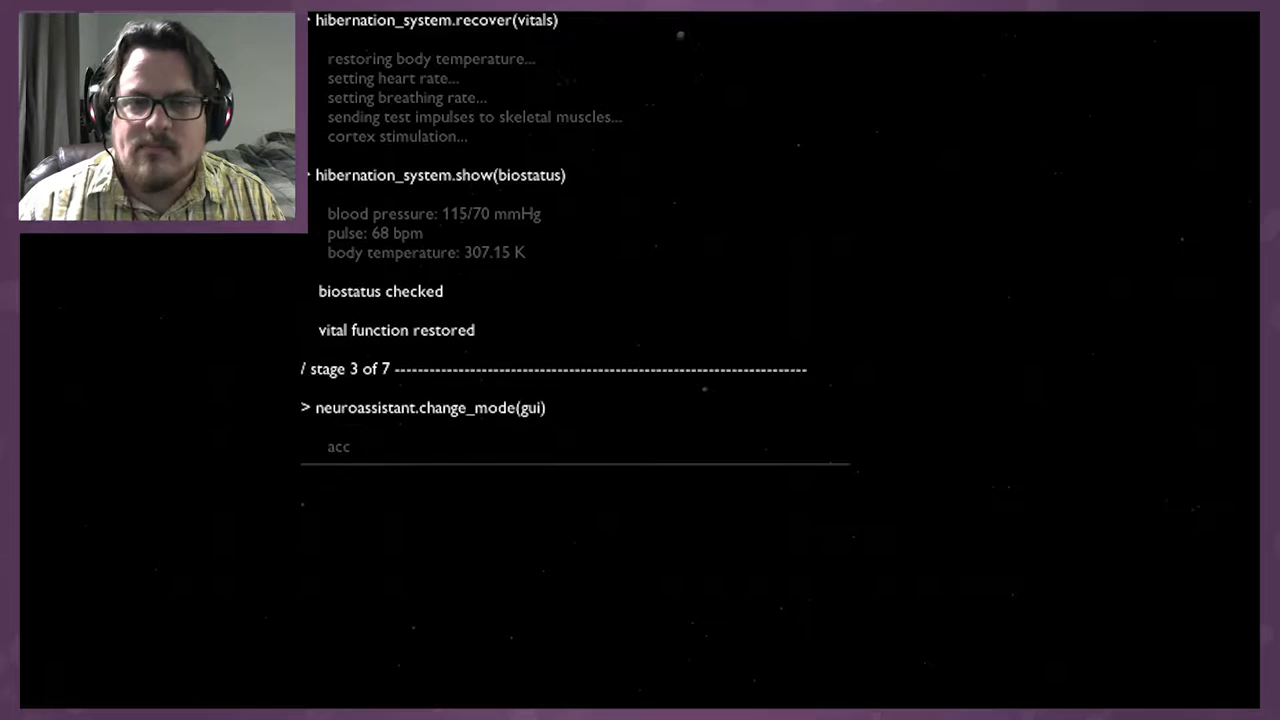 hibernation_system.recover(vitals)
restoring body temperature...
setting heart rate...
setting breathing rate...
sending test impulses to skeletal muscles...
cortex stimulation...
hibernation_system.show(biostatus)
blood pressure: 115/70 mmHg
pulse: 68 bpm
body temperature: 307.15 K
biostatus checked
vital function restored
/ stage 3 of 7 -----------------------------------------------------------------------
> neuroassistant.change_mode(gui)
acc